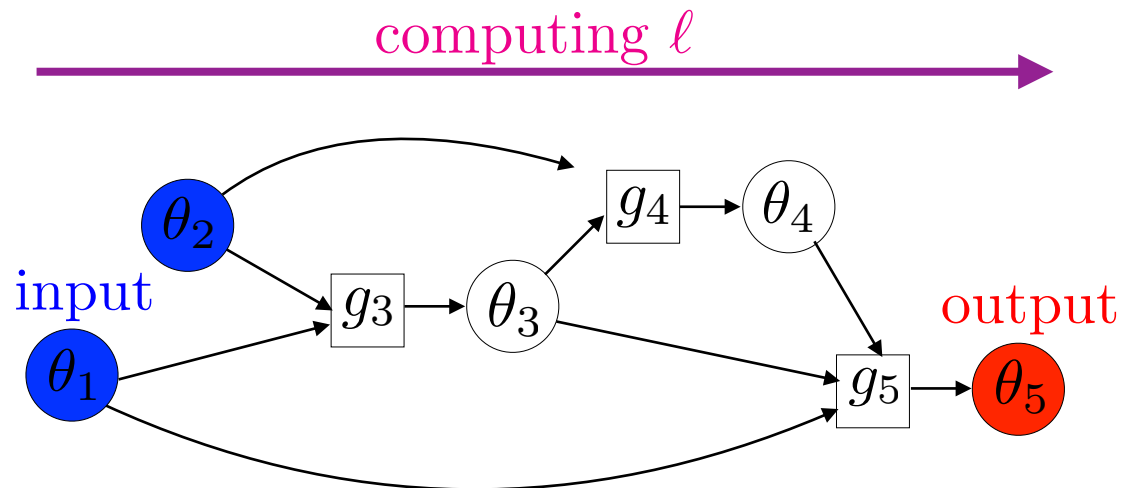 computing ℓ
θ₂
g₄
θ₄
input
g₃
θ₃
output
θ₁
g₅
θ₅